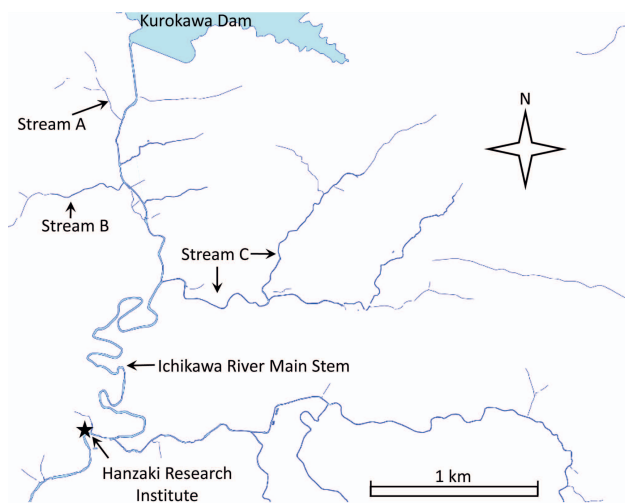 Kurokawa Dam
Stream A
N
Stream B
Stream C
Ichikawa River Main Stem
Hanzaki Research
Institute
1 km